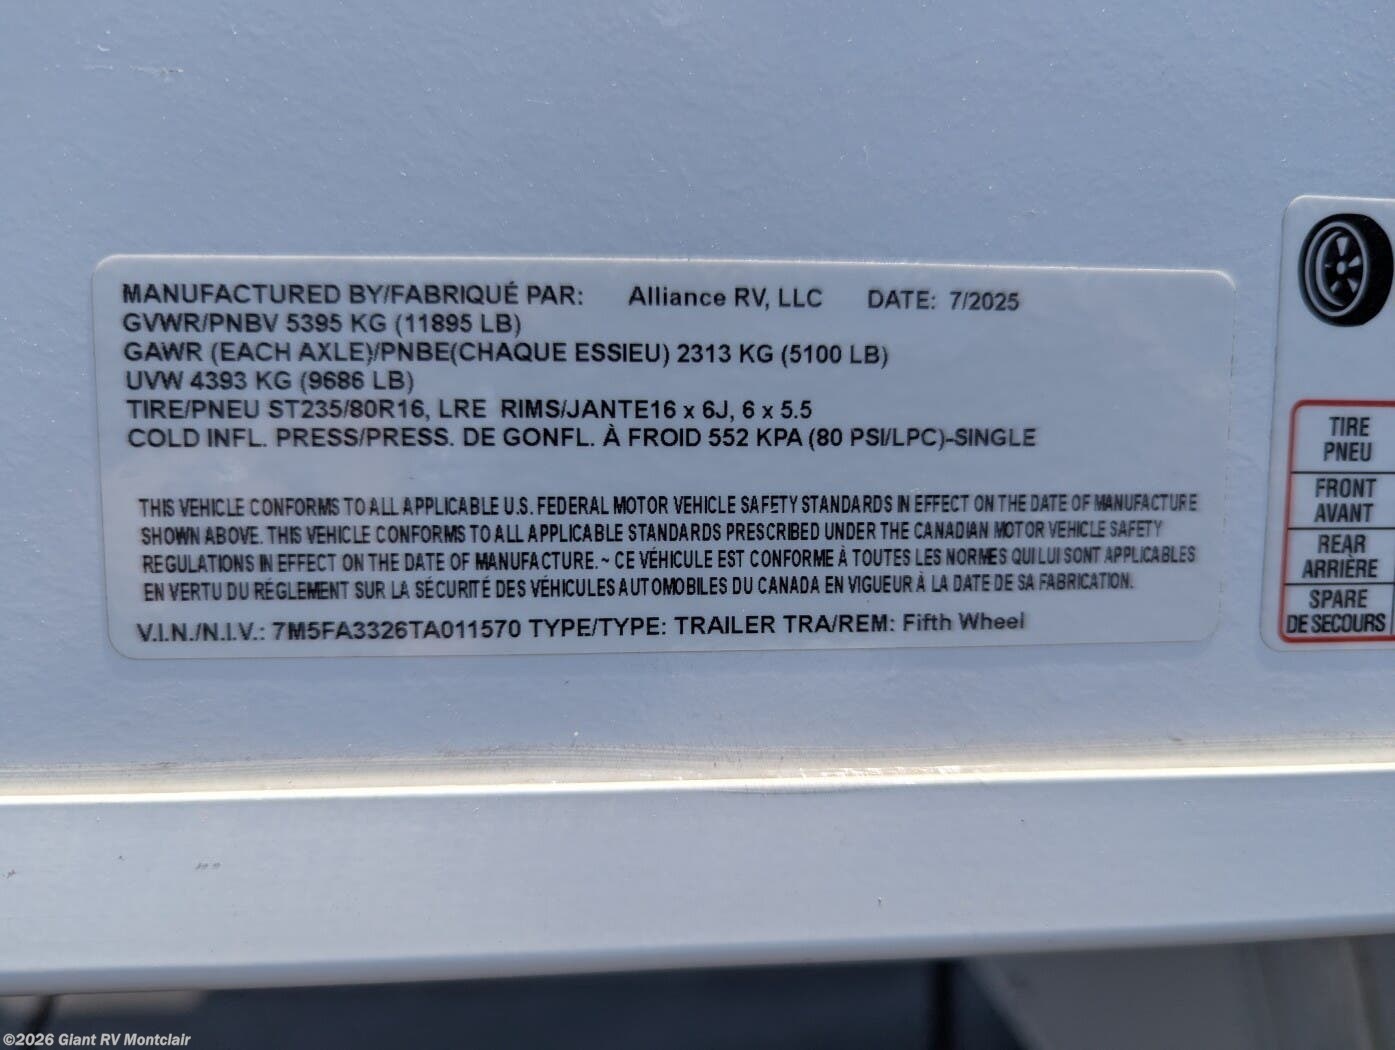 MANUFACTURED BY/FABRIQUÉ PAR: Alliance RV, LLC DATE: 7/2025
GVWR/PNBV 5395 KG (11895 LB)
GAWR (EACH AXLE)/PNBE(CHAQUE ESSIEU) 2313 KG (5100 LB)
UVW 4393 KG (9686 LB)
TIRE/PNEU ST235/80R16, LRE RIMS/JANTE16 x 6J, 6 x 5.5
COLD INFL. PRESS/PRESS. DE GONFL. À FROID 552 KPA (80 PSI/LPC)-SINGLE
THIS VEHICLE CONFORMS TO ALL APPLICABLE U.S. FEDERAL MOTOR VEHICLE SAFETY STANDARDS IN EFFECT ON THE DATE OF MANUFACTURE
SHOWN ABOVE. THIS VEHICLE CONFORMS TO ALL APPLICABLE STANDARDS PRESCRIBED UNDER THE CANADIAN MOTOR VEHICLE SAFETY
REGULATIONS IN EFFECT ON THE DATE OF MANUFACTURE.~ CE VÉHICULE EST CONFORME À TOUTES LES NORMES QUI LUI SONT APPLICABLES
EN VERTU DU RÉGLEMENT SUR LA SÉCURITÉ DES VÉHICULES AUTOMOBILES DU CANADA EN VIGUEUR À LA DATE DE SA FABRICATION.
V.I.N./N.I.V.: 7M5FA3326TA011570 TYPE/TYPE: TRAILER TRA/REM: Fifth Wheel
TIRE
PNEU
FRONT
AVANT
REAR
ARRIÈRE
SPARE
DE SECOURS
©2026 Giant RV Montclair